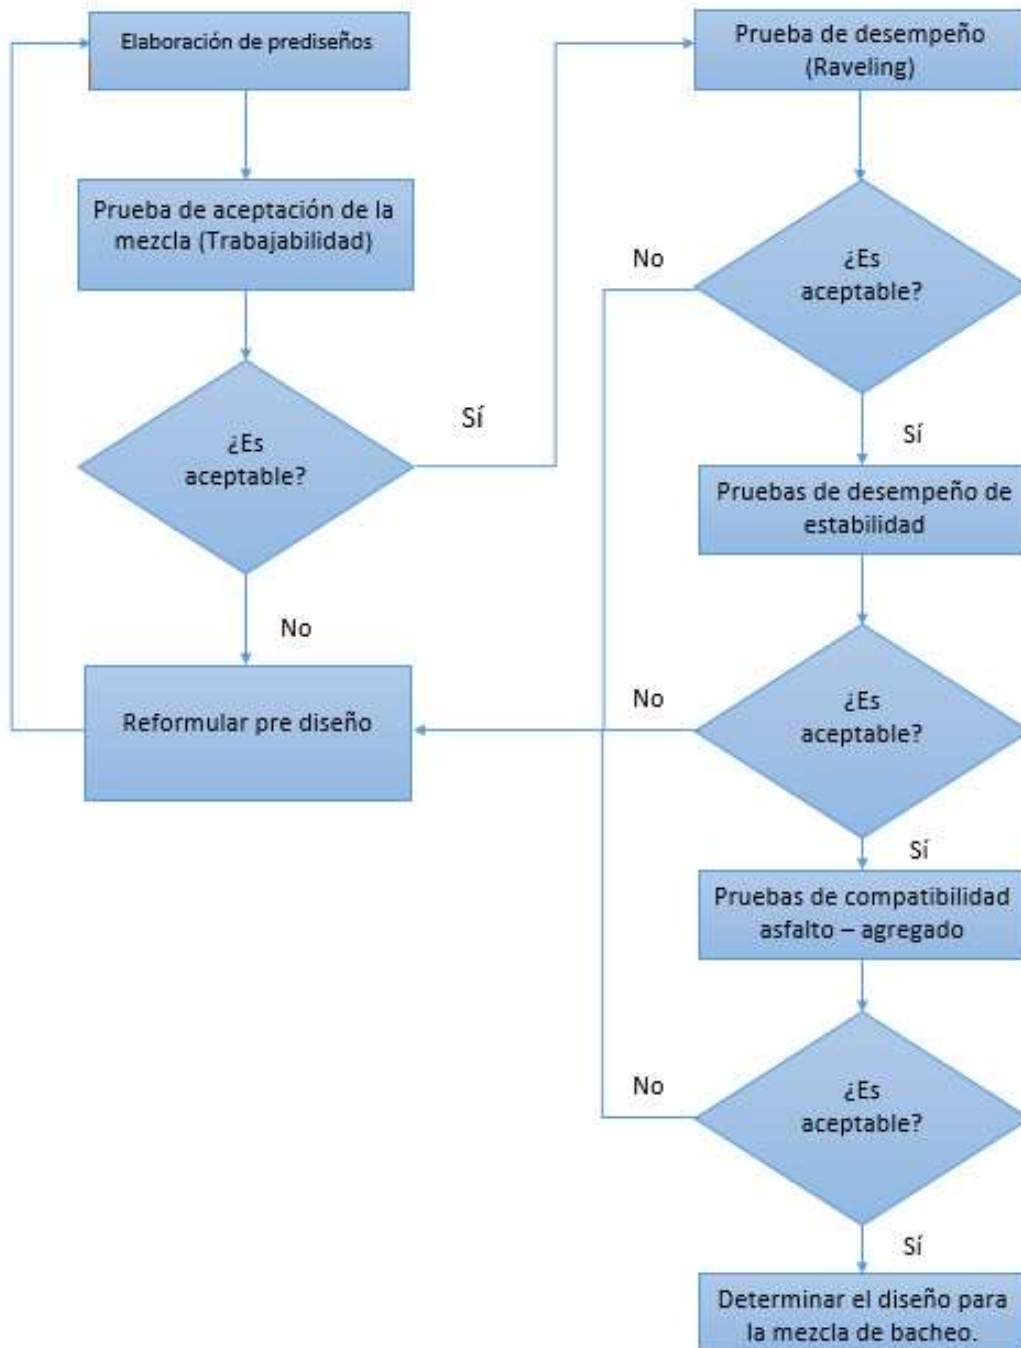 Elaboración de prediseños
Prueba de aceptación de la
mezcla (Trabajabilidad)
¿Es
aceptable?
Sí
No
Reformular pre diseño
Prueba de desempeño
(Raveling)
¿Es
aceptable?
No
Sí
Pruebas de desempeño de
estabilidad
¿Es
aceptable?
No
Sí
Pruebas de compatibilidad
asfalto – agregado
¿Es
aceptable?
No
Sí
Determinar el diseño para
la mezcla de bacheo.